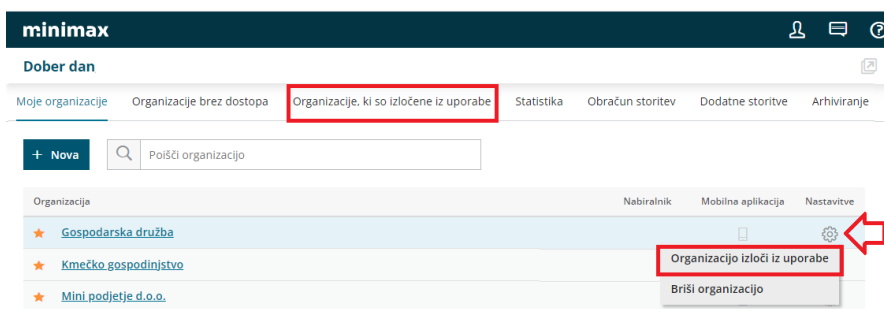 minimax
Dober dan
Moje organizacije Organizacije brez dostopa Organizacije, ki so izločene iz uporabe Statistika Obračun storitev Dodatne storitve Arhiviranje
+ Nova Poišči organizacijo
Organizacija Nabiralnik Mobilna aplikacija Nastavitve
Gospodarska družba
Organizacijo izloči iz uporabe
Kmečko gospodinjstvo
Briši organizacijo
Mini podjetje d.o.o.